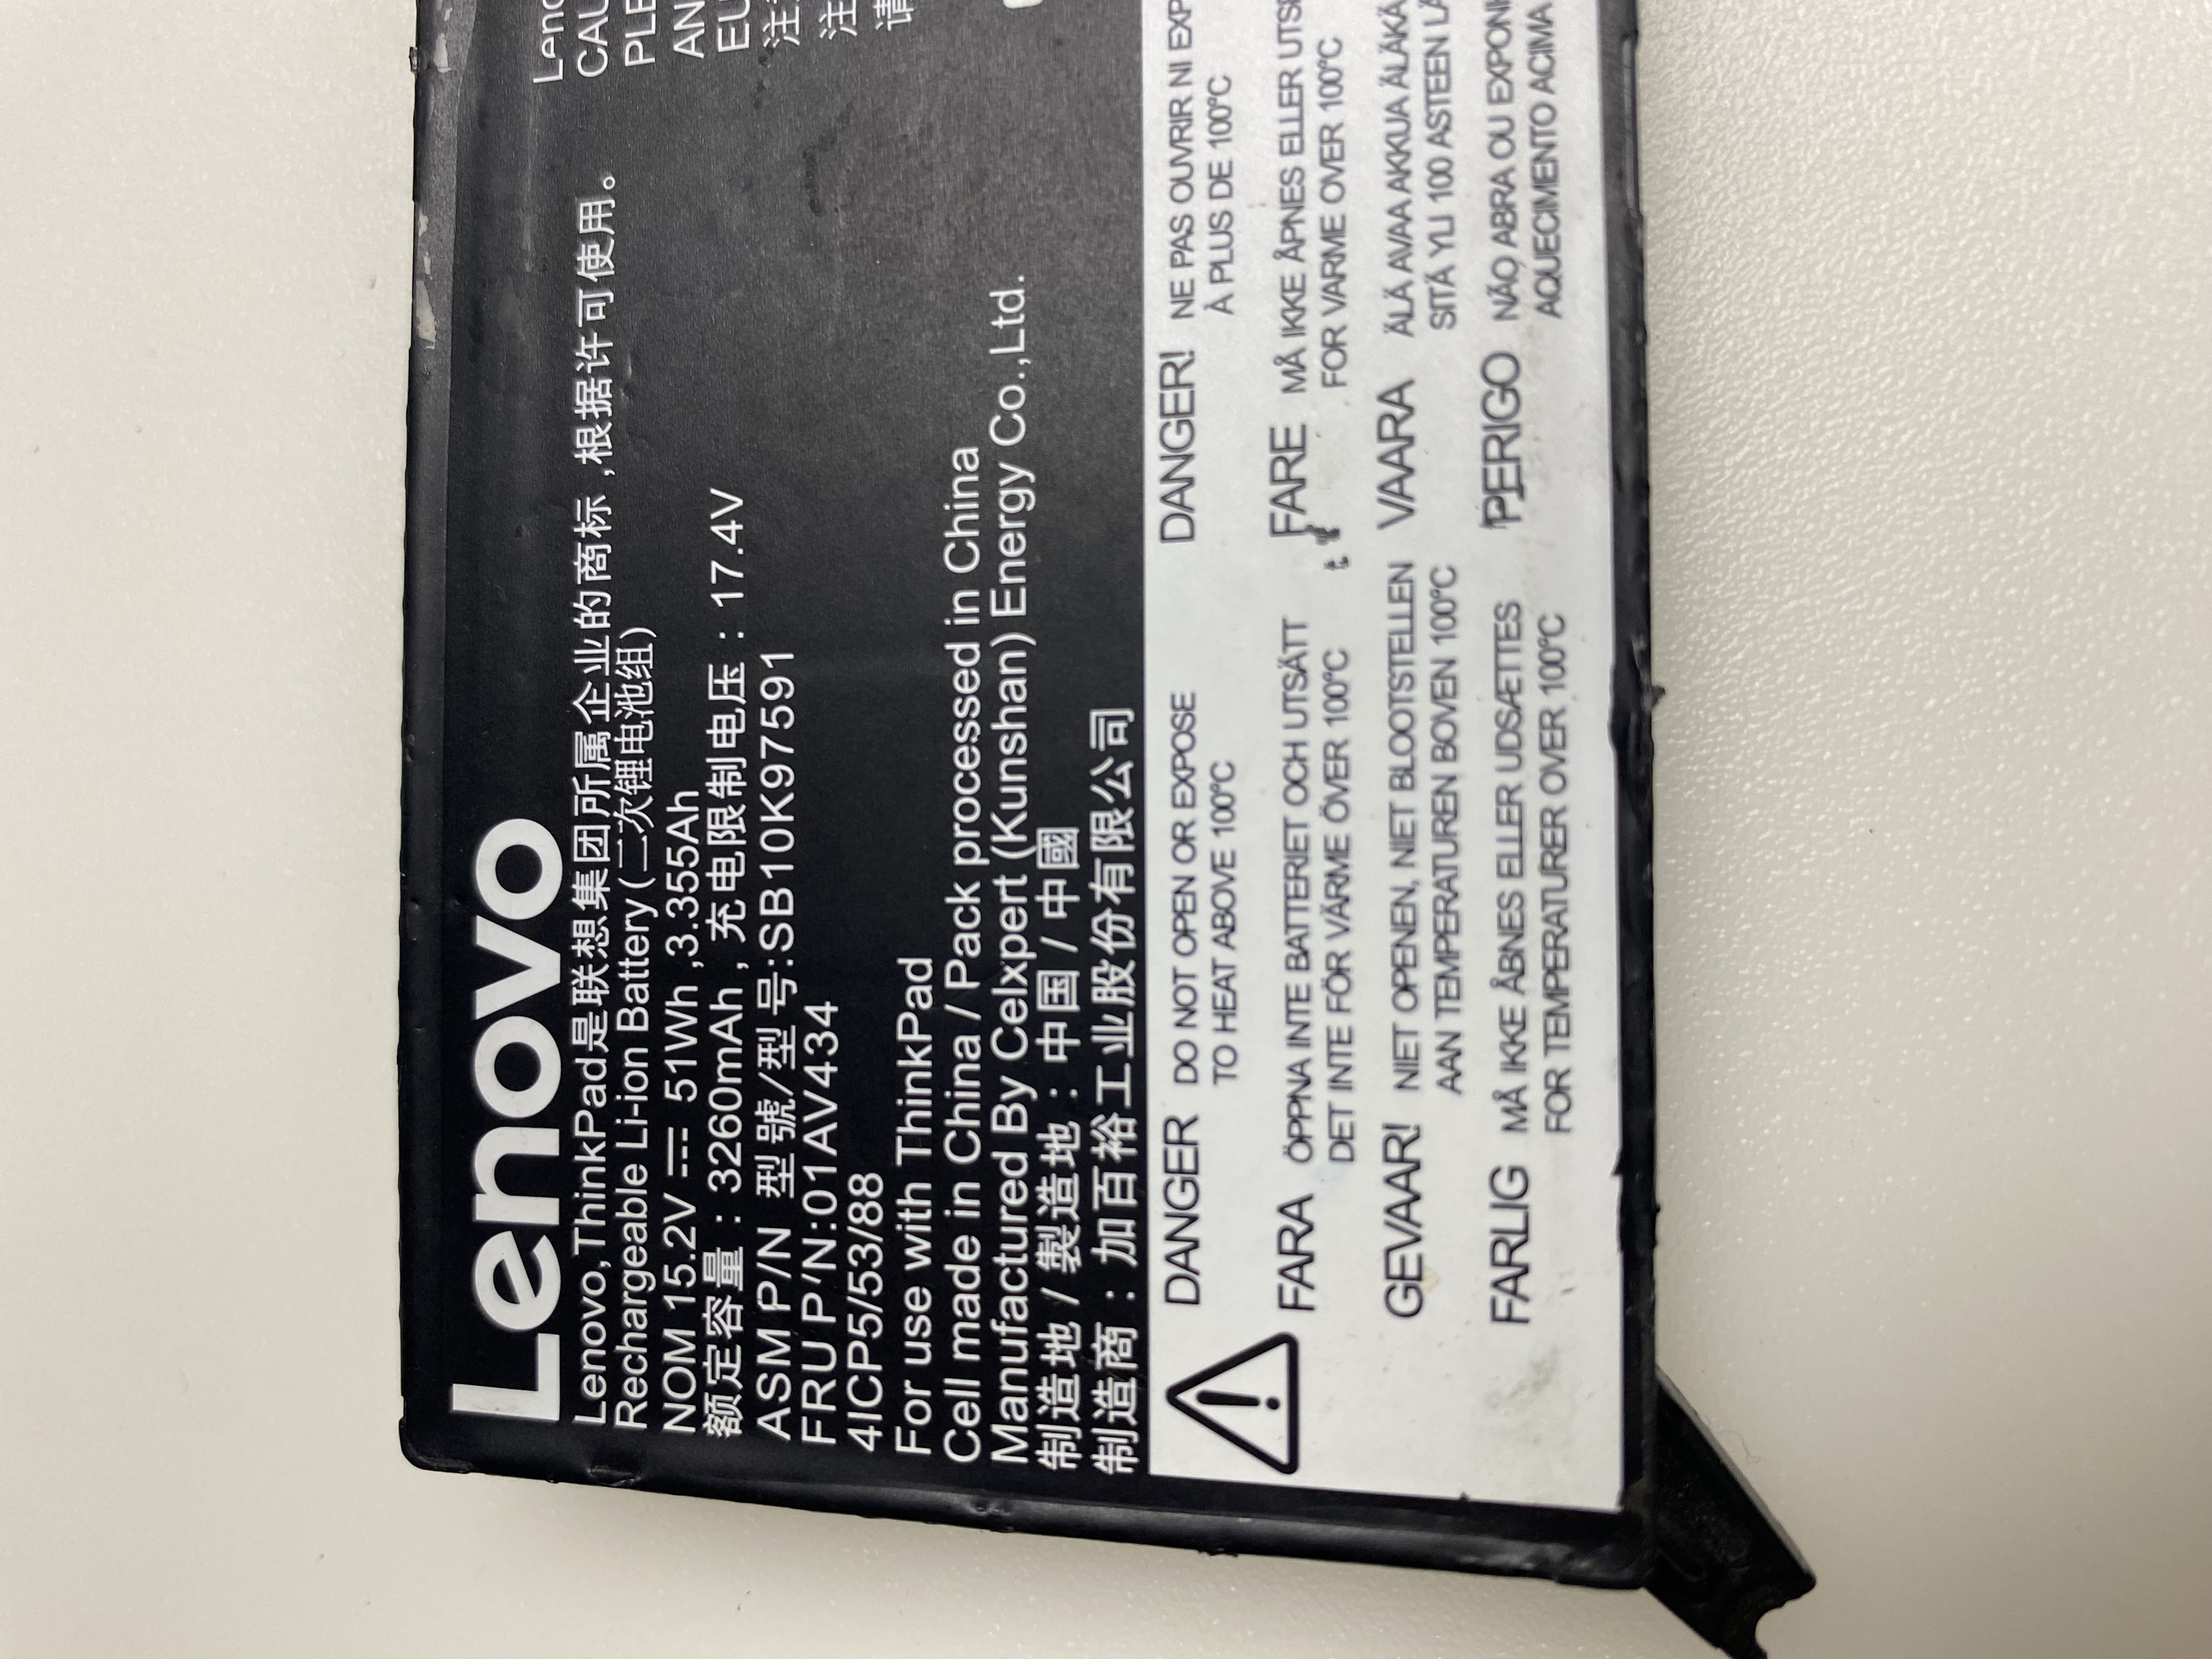 Lenovo
Lenovo,ThinkPad是联想集团所属企业的商标,根据许可使用。
Rechargeable Li-ion Battery (二次锂电池组)
NOM 15.2V ⎓ 51Wh ,3.355Ah
额定容量：3260mAh , 充电限制电压：17.4V
ASM P/N 型號/型号:SB10K97591
FRU P/N:01AV434
4ICP5/53/88
For use with ThinkPad
Cell made in China / Pack processed in China
Manufactured By Celxpert (Kunshan) Energy Co.,Ltd.
制造地 / 製造地：中国 / 中國
制造商：加百裕工业股份有限公司
CAU
PLE
AN
EU
注
注
请
DANGER DO NOT OPEN OR EXPOSE
TO HEAT ABOVE 100°C
FARA ÖPPNA INTE BATTERIET OCH UTSÄTT
DET INTE FÖR VÄRME ÖVER 100°C
GEVAAR! NIET OPENEN, NIET BLOOTSTELLEN
AAN TEMPERATUREN BOVEN 100°C
FARLIG MÅ IKKE ÅBNES ELLER UDSÆTTES
FOR TEMPERATURER OVER 100°C
DANGER! NE PAS OUVRIR NI EXP
À PLUS DE 100°C
FARE MÅ IKKE ÅPNES ELLER UTS
FOR VARME OVER 100°C
VAARA ÄLÄ AVAA AKKUA ÄLÄKÄ
SITÄ YLI 100 ASTEEN LÄ
PERIGO NÃO ABRA OU EXPON
AQUECIMENTO ACIMA